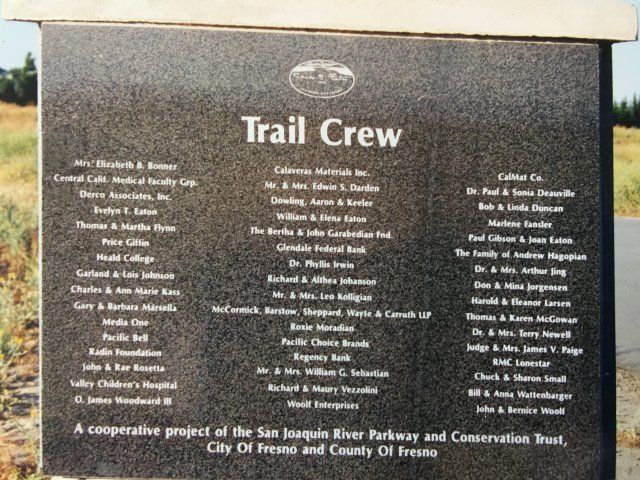 Trail Crew
Mrs. Elizabeth B. Bonner
Central Calif. Medical Faculty Grp.
Derco Associates, Inc.
Evelyn T. Eaton
Thomas & Martha Flynn
Price Giffin
Heald College
Garland & Lois Johnson
Charles & Ann Marie Kass
Gary & Barbara Marsella
Media One
Pacific Bell
Radin Foundation
John & Rae Rosetta
Valley Children's Hospital
O. James Woodward III
Calaveras Materials Inc.
Mr. & Mrs. Edwin S. Darden
Dowling, Aaron & Keeler
William & Elena Eaton
The Bertha & John Garabedian Fnd.
Glendale Federal Bank
Dr. Phyllis Irwin
Richard & Althea Johanson
Mr. & Mrs. Leo Kolligian
McCormick, Barstow, Sheppard, Wayte & Carruth LLP
Roxie Moradian
Pacific Choice Brands
Regency Bank
Mr. & Mrs. William G. Sebastian
Richard & Maury Vezzolini
Woolf Enterprises
CalMat Co.
Dr. Paul & Sonia Deauville
Bob & Linda Duncan
Marlene Fansler
Paul Gibson & Joan Eaton
The Family of Andrew Hagopian
Dr. & Mrs. Arthur Jing
Don & Mina Jorgensen
Harold & Eleanor Larsen
Thomas & Karen McGowan
Dr. & Mrs. Terry Newell
Judge & Mrs. James V. Paige
RMC Lonestar
Chuck & Sharon Small
Bill & Anna Wattenbarger
John & Bernice Woolf
A cooperative project of the San Joaquin River Parkway and Conservation Trust,
City Of Fresno and County Of Fresno